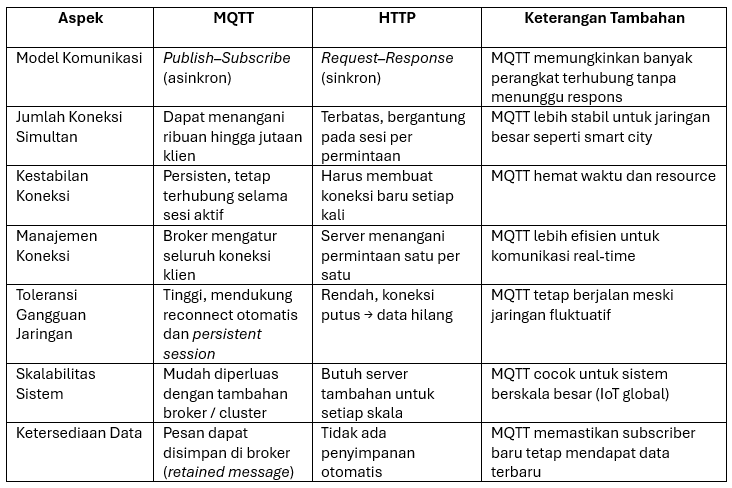 Aspek MQTT HTTP Keterangan Tambahan
Model Komunikasi
Publish–Subscribe
(asinkron)
Request–Response
(sinkron)
MQTT memungkinkan banyak
perangkat terhubung tanpa
menunggu respons
Jumlah Koneksi
Simultan
Dapat menangani
ribuan hingga jutaan
klien
Terbatas, bergantung
pada sesi per
permintaan
MQTT lebih stabil untuk jaringan
besar seperti smart city
Kestabilan
Koneksi
Persisten, tetap
terhubung selama
sesi aktif
Harus membuat
koneksi baru setiap
kali
MQTT hemat waktu dan resource
Manajemen
Koneksi
Broker mengatur
seluruh koneksi
klien
Server menangani
permintaan satu per
satu
MQTT lebih efisien untuk
komunikasi real-time
Toleransi
Gangguan
Jaringan
Tinggi, mendukung
reconnect otomatis
dan persistent
session
Rendah, koneksi
putus → data hilang
MQTT tetap berjalan meski
jaringan fluktuatif
Skalabilitas
Sistem
Mudah diperluas
dengan tambahan
broker / cluster
Butuh server
tambahan untuk
setiap skala
MQTT cocok untuk sistem
berskala besar (IoT global)
Ketersediaan Data
Pesan dapat
disimpan di broker
(retained message)
Tidak ada
penyimpanan
otomatis
MQTT memastikan subscriber
baru tetap mendapat data
terbaru